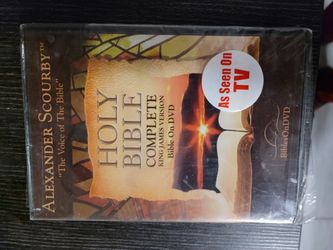 ALEXANDER SCOURBY™
"The Voice of The Bible"
HOLY
BIBLE
COMPLETE
KING JAMES VERSION
Bible On DVD
As Seen On
TV
BibleOnDVD